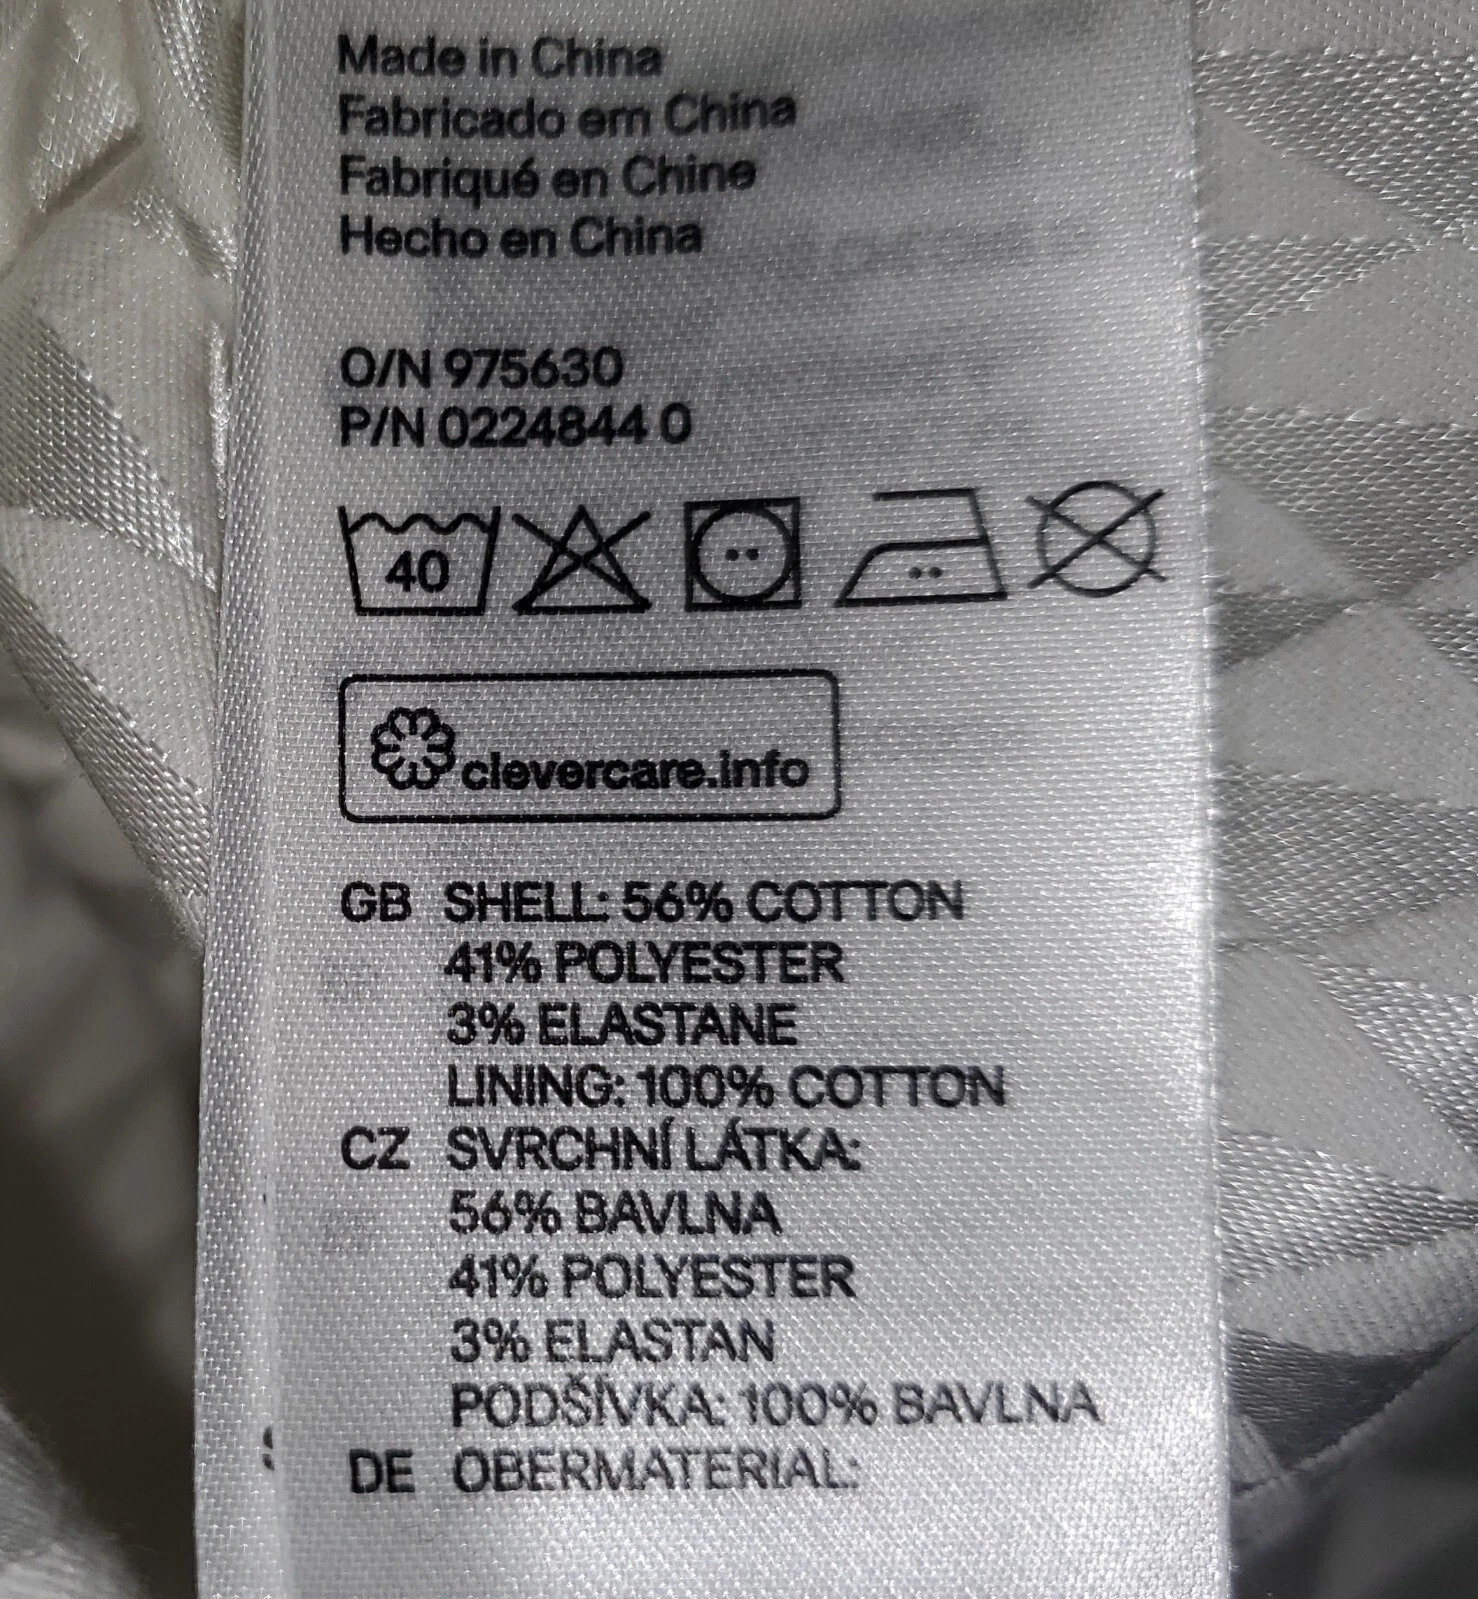 Made in China
Fabricado em China
Fabriqué en Chine
Hecho en China
O/N 975630
P/N 0224844 0
40
clevercare.info
GB SHELL: 56% COTTON
41% POLYESTER
3% ELASTANE
LINING: 100% COTTON
CZ SVRCHNÍ LÁTKA:
56% BAVLNA
41% POLYESTER
3% ELASTAN
PODŠÍVKA: 100% BAVLNA
DE OBERMATERIAL: